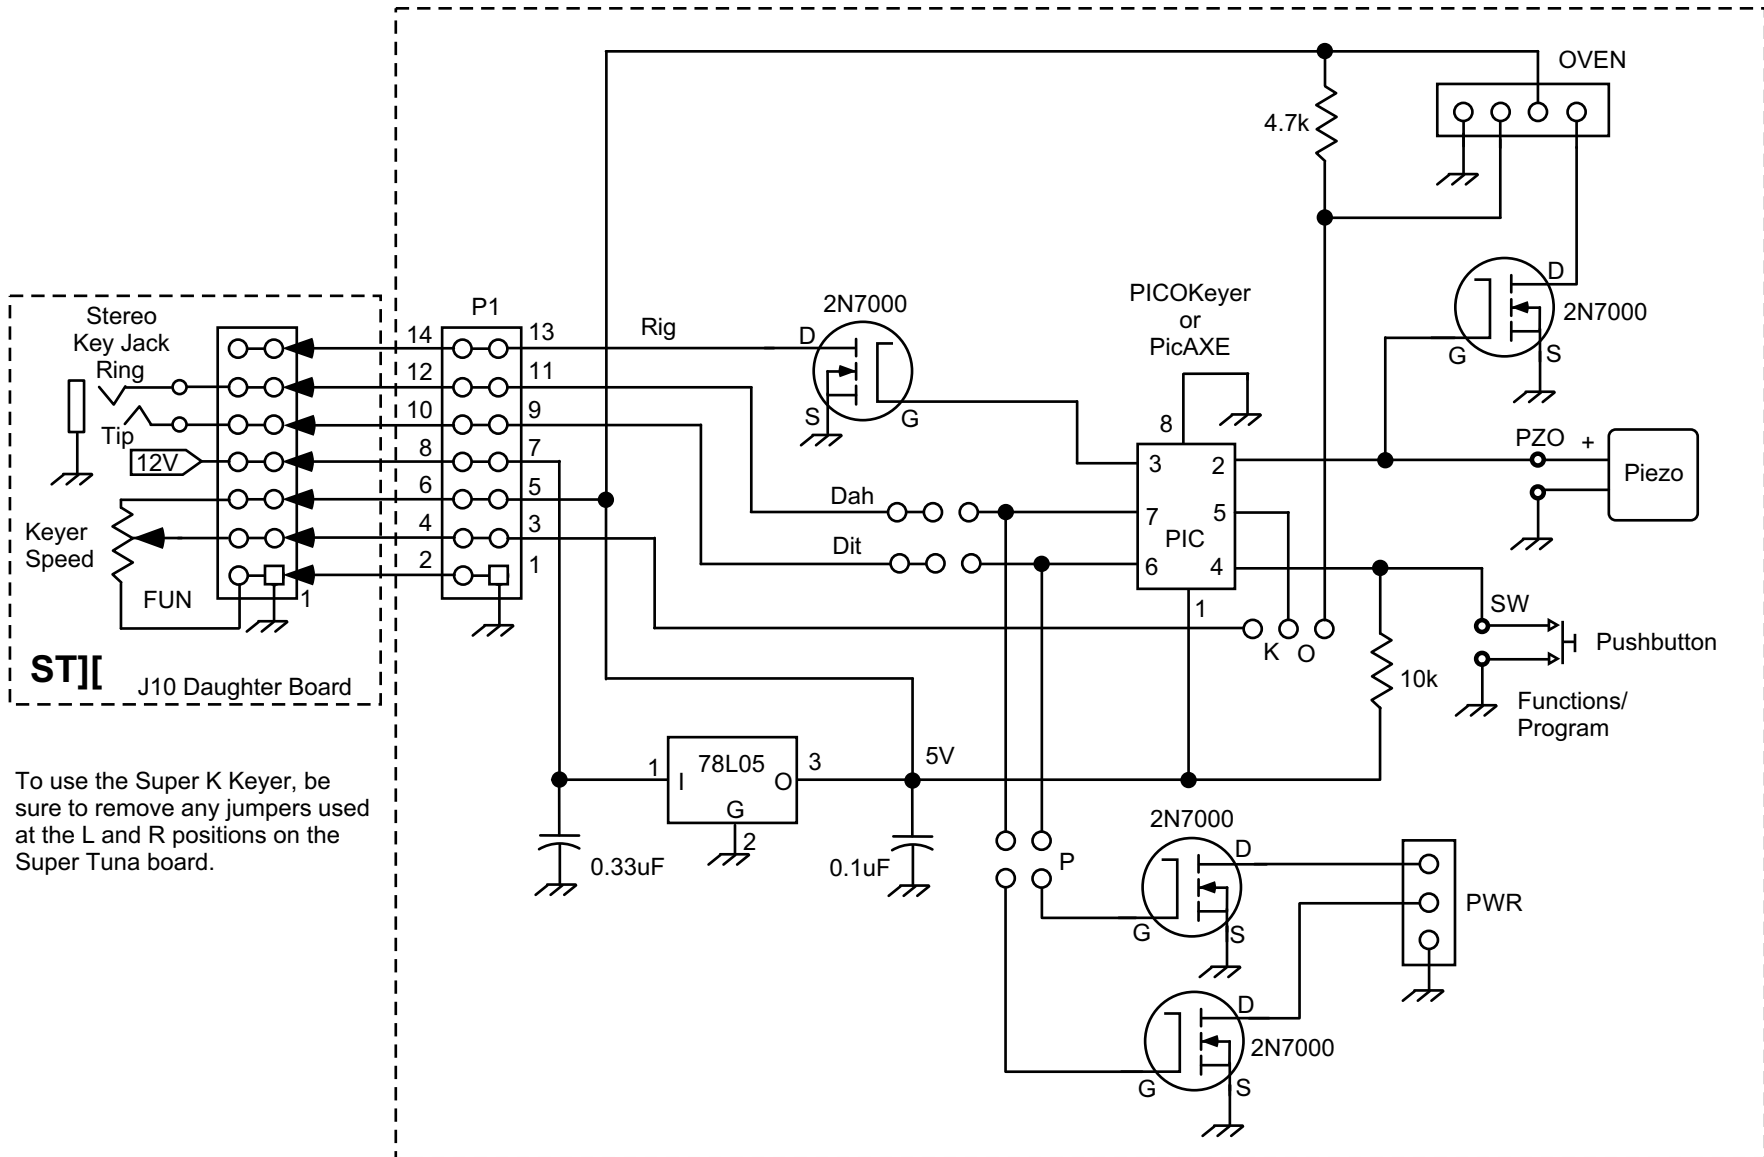 OVEN
4.7k
D
2N7000
G
S
PICOKeyer
or
PicAXE
P1
2N7000
Stereo
Key Jack
Ring
Tip
12V
Keyer
Speed
FUN
1
ST][
J10 Daughter Board
14
12
10
8
6
4
2
13
11
9
7
5
3
1
Rig
D
S
G
8
3
2
7
5
PIC
6
4
1
PZO
+
Piezo
Dah
Dit
K
O
SW
Pushbutton
10k
Functions/
Program
To use the Super K Keyer, be
sure to remove any jumpers used
at the L and R positions on the
Super Tuna board.
1
I
78L05
O
3
G
2
5V
0.33uF
0.1uF
P
2N7000
D
G
S
PWR
D
2N7000
G
S